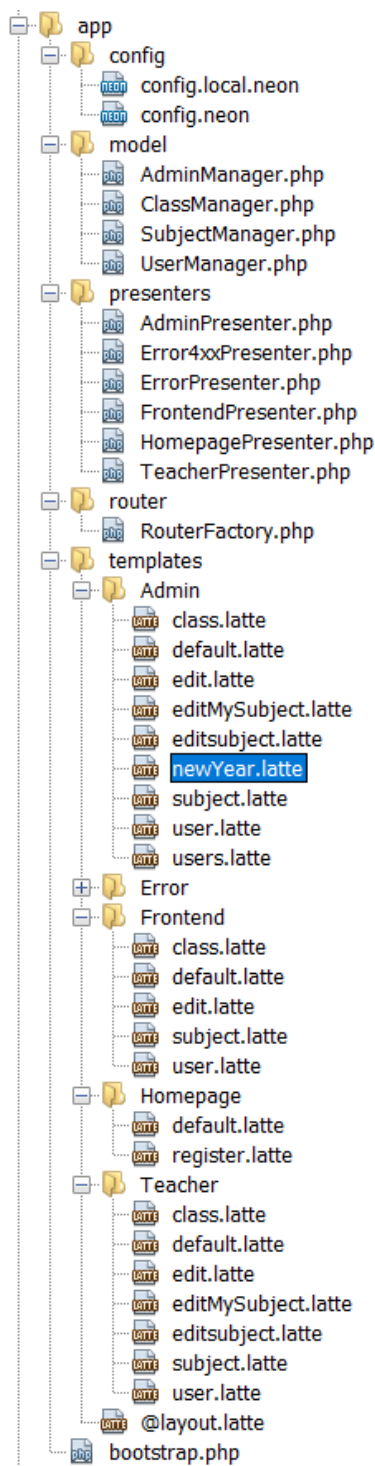 app
config
config.local.neon
config.neon
model
AdminManager.php
ClassManager.php
SubjectManager.php
UserManager.php
presenters
AdminPresenter.php
Error4xxPresenter.php
ErrorPresenter.php
FrontendPresenter.php
HomepagePresenter.php
TeacherPresenter.php
router
RouterFactory.php
templates
Admin
class.latte
default.latte
edit.latte
editMySubject.latte
editsubject.latte
newYear.latte
subject.latte
user.latte
users.latte
Error
Frontend
class.latte
default.latte
edit.latte
subject.latte
user.latte
Homepage
default.latte
register.latte
Teacher
class.latte
default.latte
edit.latte
editMySubject.latte
editsubject.latte
subject.latte
user.latte
@layout.latte
bootstrap.php